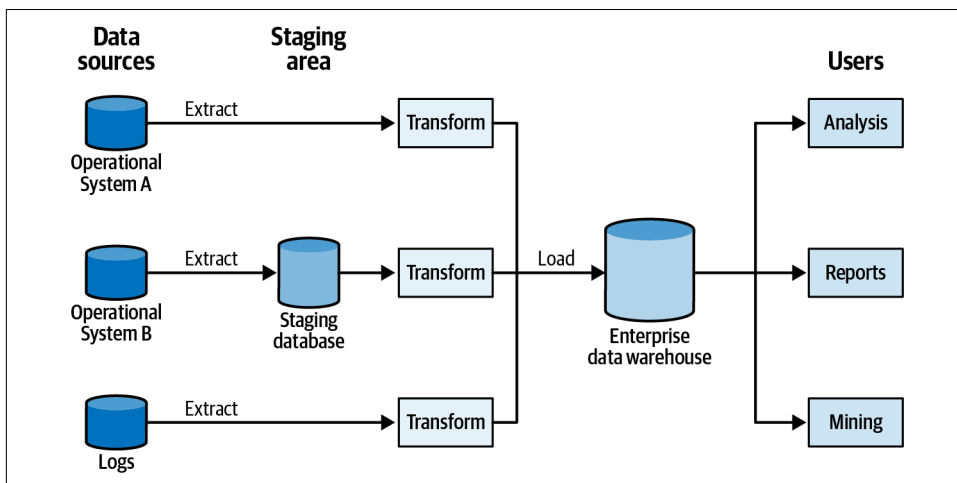 Data
sources
Staging
area
Users
Extract
Transform
Analysis
Operational
System A
Extract
Transform
Load
Reports
Operational
System B
Staging
database
Enterprise
data warehouse
Extract
Transform
Mining
Logs